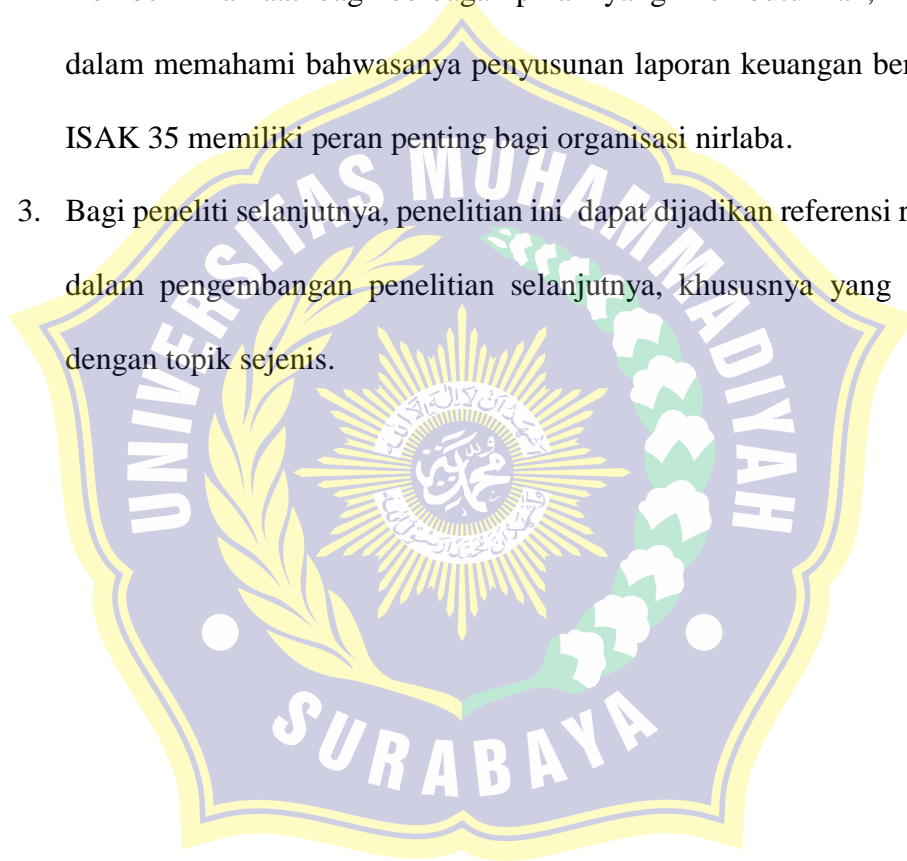 dalam memahami bahwasanya penyusunan laporan keuangan
ISAK 35 memiliki peran penting bagi organisasi nirlaba.
3. Bagi peneliti selanjutnya, penelitian ini dapat dijadikan referensi
dalam pengembangan penelitian selanjutnya, khususnya yang
dengan topik sejenis.
UNIVERSITAS MUHAMMADIYAH
SURABAYA